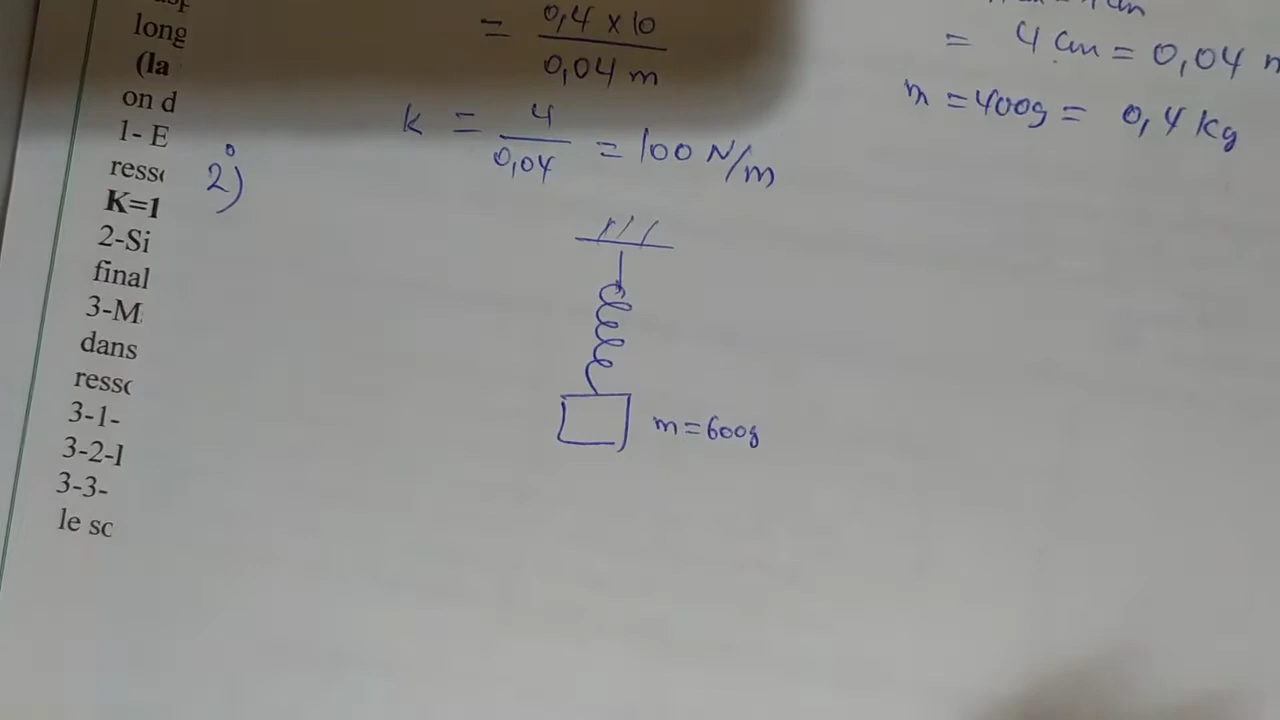 long
(la
on d
1- E
ress
K=1
2-Si
final
3-M
dans
ress
3-1-
3-2-I
3-3-
le sc
= 0,4 x 10 / 0,04 m
k = 4 / 0,04 = 100 N/m
= 4 cm = 0,04
m = 400g = 0,4 kg
2°)
m = 600g